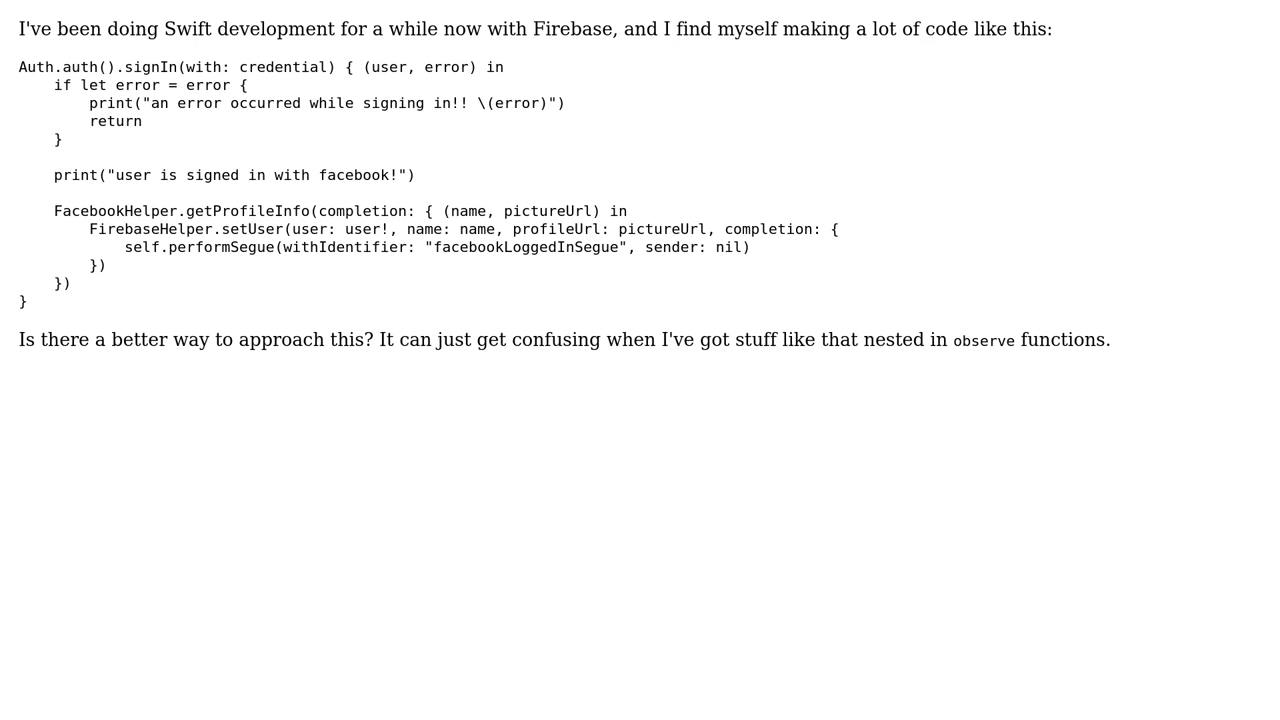 I've been doing Swift development for a while now with Firebase, and I find myself making a lot of code like this:
Auth.auth().signIn(with: credential) { (user, error) in
    if let error = error {
        print("an error occurred while signing in!! \(error)")
        return
    }

    print("user is signed in with facebook!")

    FacebookHelper.getProfileInfo(completion: { (name, pictureUrl) in
        FirebaseHelper.setUser(user: user!, name: name, profileUrl: pictureUrl, completion: {
            self.performSegue(withIdentifier: "facebookLoggedInSegue", sender: nil)
        })
    })
}
Is there a better way to approach this? It can just get confusing when I've got stuff like that nested in observe functions.